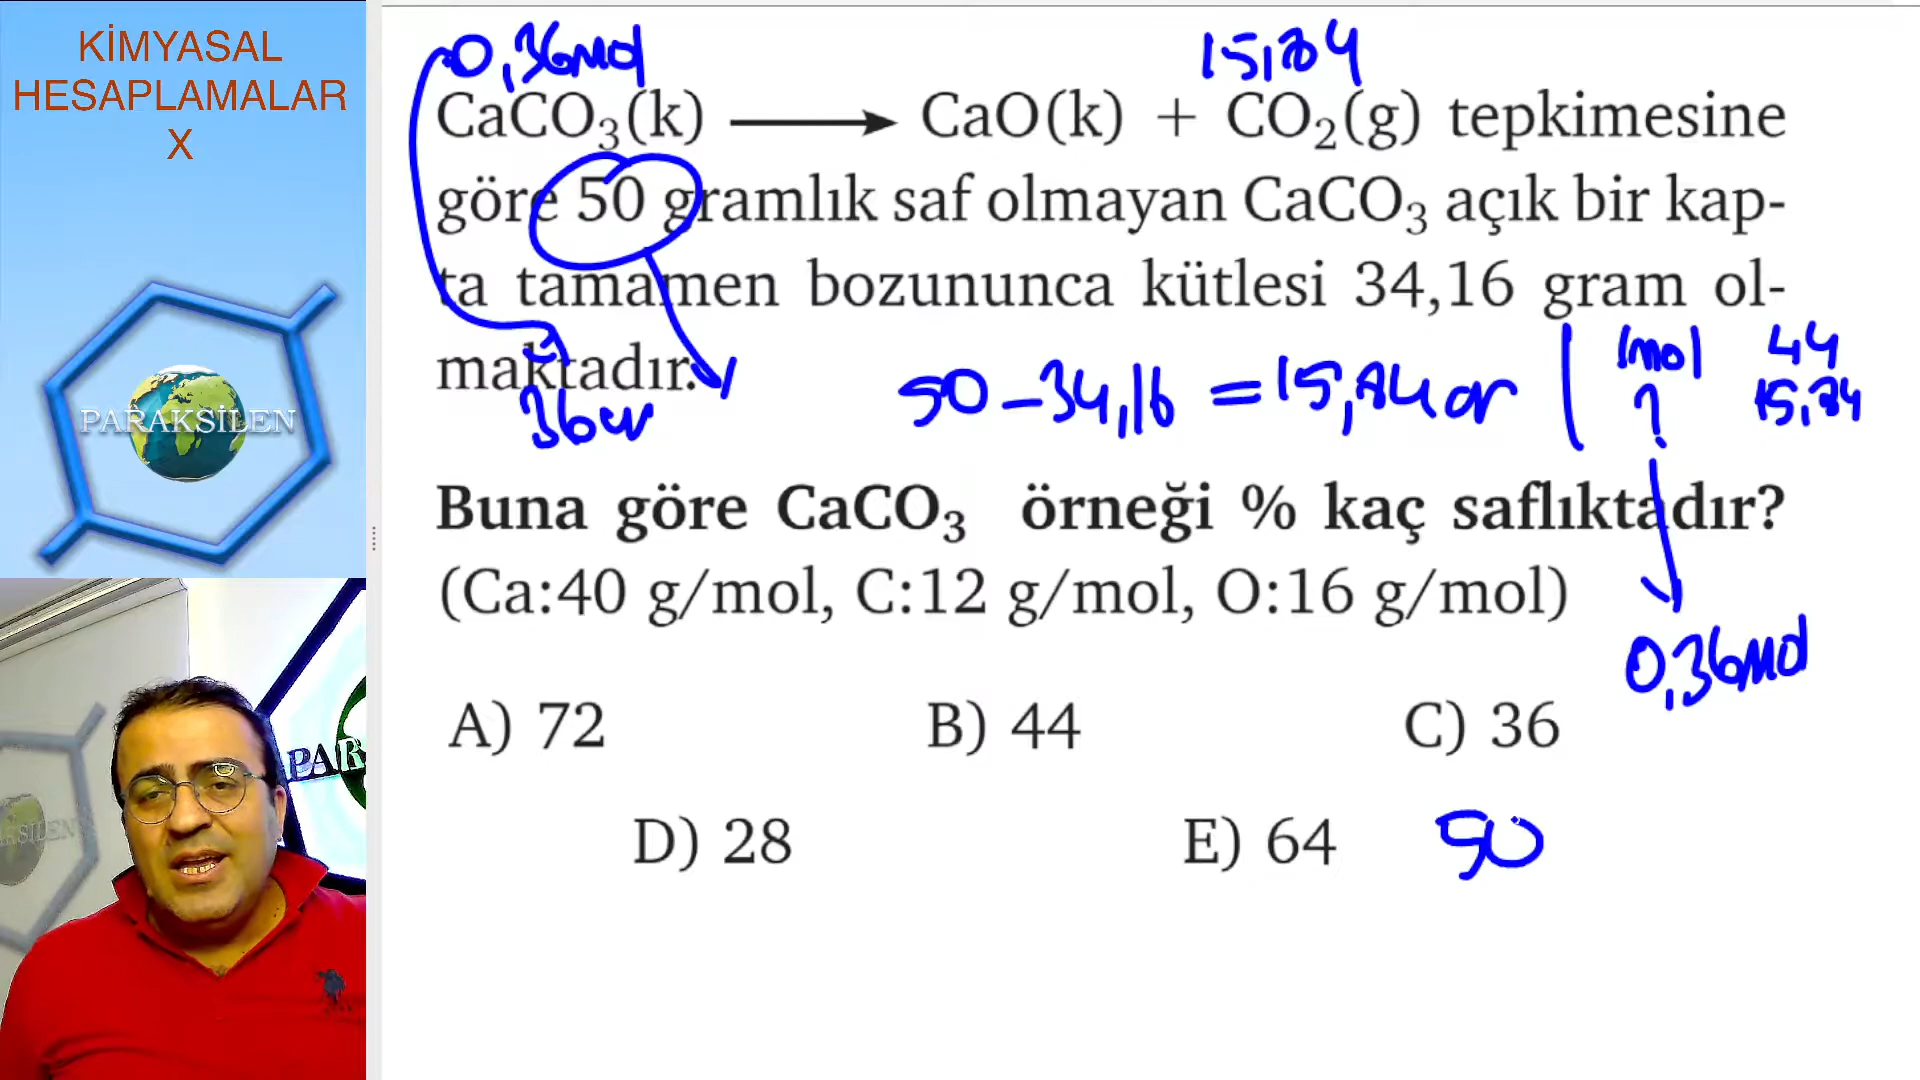 KİMYASAL
HESAPLAMALAR
X
PARAKSİLEN
0,36mol
15,84
CaCO₃(k) ⟶ CaO(k) + CO₂(g) tepkimesine
göre 50 gramlık saf olmayan CaCO₃ açık bir kap-
ta tamamen bozununca kütlesi 34,16 gram ol-
maktadır.
36gr
50 - 34,16 = 15,84 gr
1mol 44
? 15,84
0,36mol
Buna göre CaCO₃ örneği % kaç saflıktadır?
(Ca:40 g/mol, C:12 g/mol, O:16 g/mol)
A) 72 B) 44 C) 36
D) 28 E) 64
50
PAR